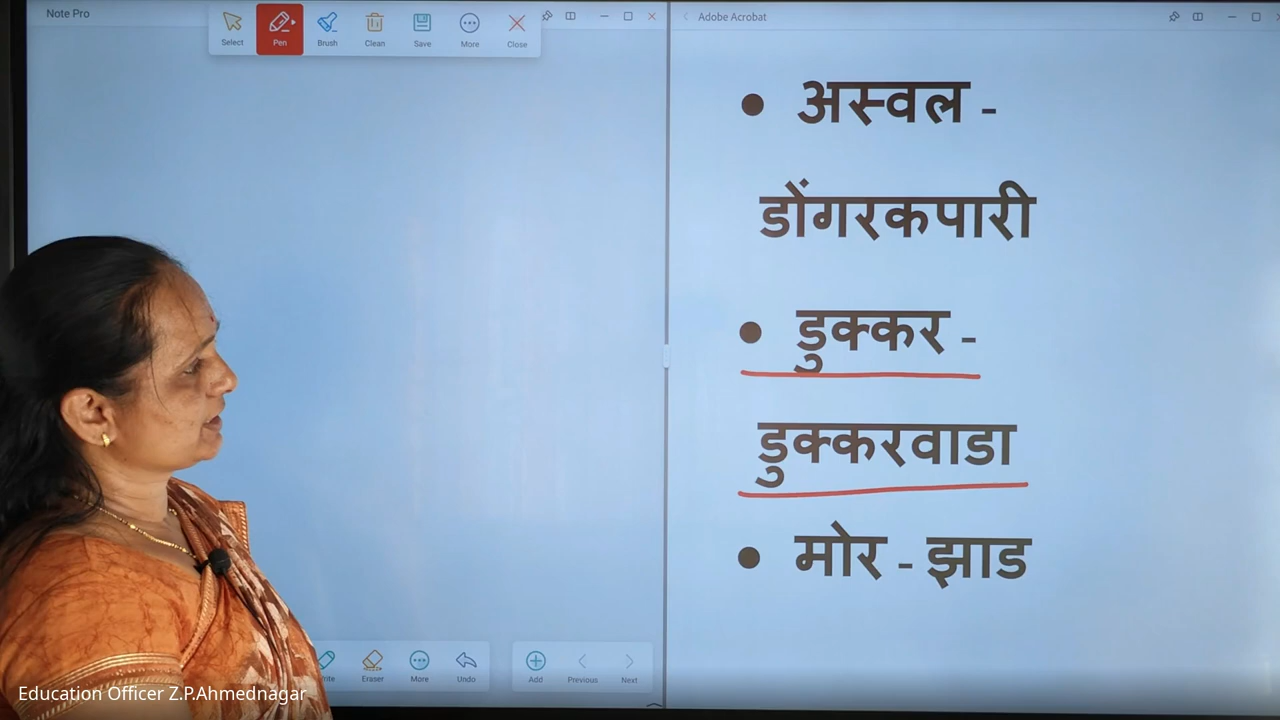 Note Pro
Select
Pen
Brush
Clean
Save
More
Close
Adobe Acrobat
• अस्वल -
डोंगरकपारी
• डुक्कर -
डुक्करवाडा
• मोर - झाड
Eraser
More
Undo
Add
Previous
Next
Education Officer Z.P.Ahmednagar